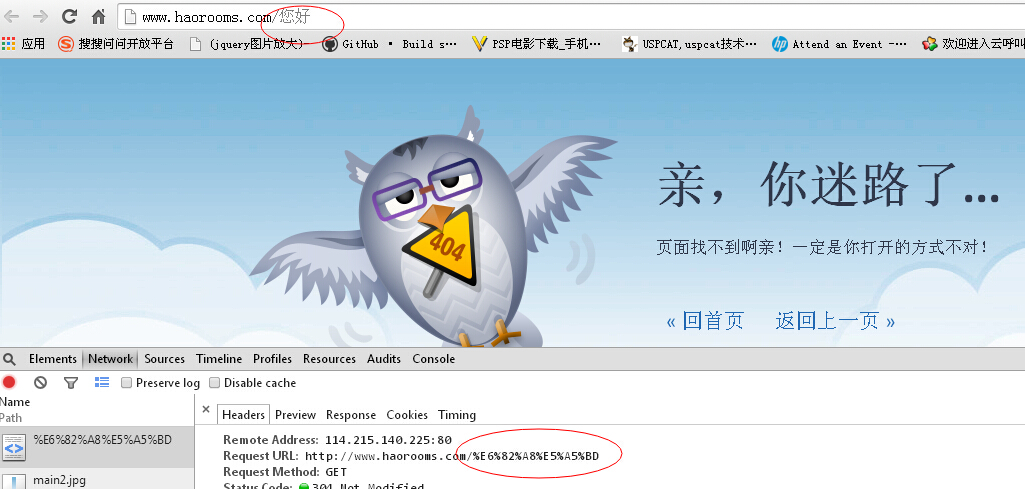 www.haorooms.com/您好
应用 搜搜问问开放平台 (jquery图片放大) GitHub · Build s… PSP电影下载_手机… USPCAT,uspcat技术… Attend an Event -… 欢迎进入云呼叫
404
亲，你迷路了...
页面找不到啊亲！一定是你打开的方式不对！
« 回首页 返回上一页 »
Elements Network Sources Timeline Profiles Resources Audits Console
Preserve log Disable cache
Name
Path
Headers Preview Response Cookies Timing
%E6%82%A8%E5%A5%BD
Remote Address: 114.215.140.225:80
Request URL: http://www.haorooms.com/%E6%82%A8%E5%A5%BD
Request Method: GET
main2.jpg
Status Code: 304 Not Modified